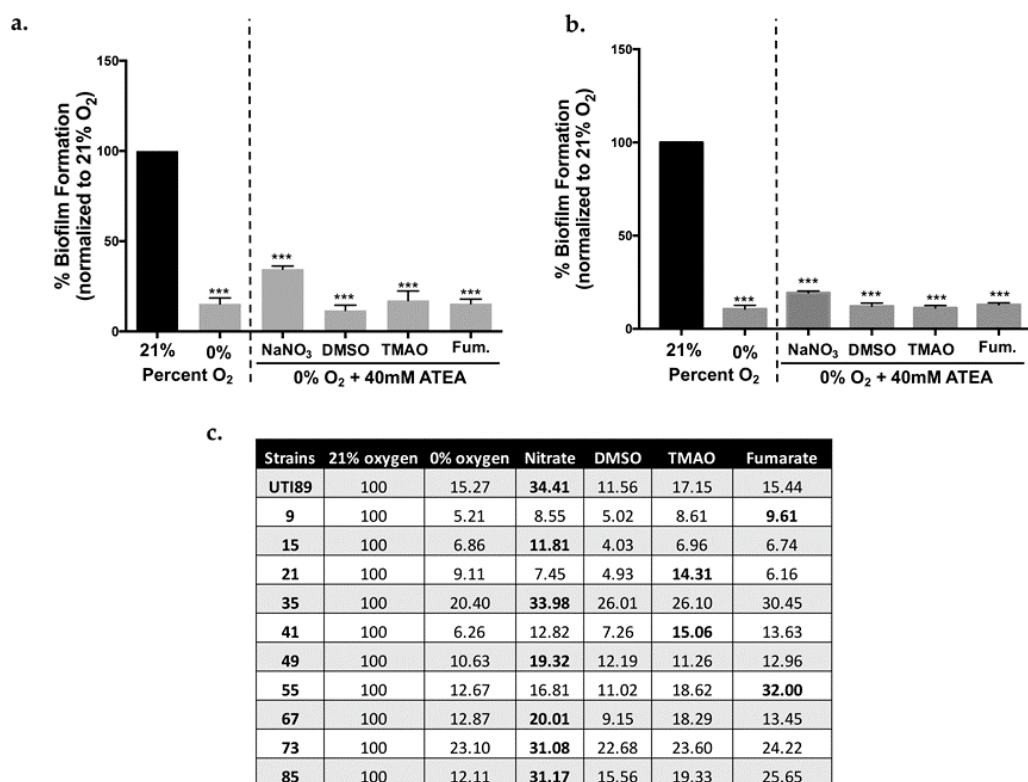 a.
% Biofilm Formation
(normalized to 21% O₂)
150
100
50
0
***
***
***
***
***
21%
0%
NaNO₃
DMSO
TMAO
Fum.
Percent O₂
0% O₂ + 40mM ATEA
b.
% Biofilm Formation
(normalized to 21% O₂)
150
100
50
0
***
***
***
***
***
21%
0%
NaNO₃
DMSO
TMAO
Fum.
Percent O₂
0% O₂ + 40mM ATEA
c.
Strains 21% oxygen 0% oxygen Nitrate DMSO TMAO Fumarate
UTI89 100 15.27 34.41 11.56 17.15 15.44
9 100 5.21 8.55 5.02 8.61 9.61
15 100 6.86 11.81 4.03 6.96 6.74
21 100 9.11 7.45 4.93 14.31 6.16
35 100 20.40 33.98 26.01 26.10 30.45
41 100 6.26 12.82 7.26 15.06 13.63
49 100 10.63 19.32 12.19 11.26 12.96
55 100 12.67 16.81 11.02 18.62 32.00
67 100 12.87 20.01 9.15 18.29 13.45
73 100 23.10 31.08 22.68 23.60 24.22
85 100 12.11 31.17 15.56 19.33 25.65